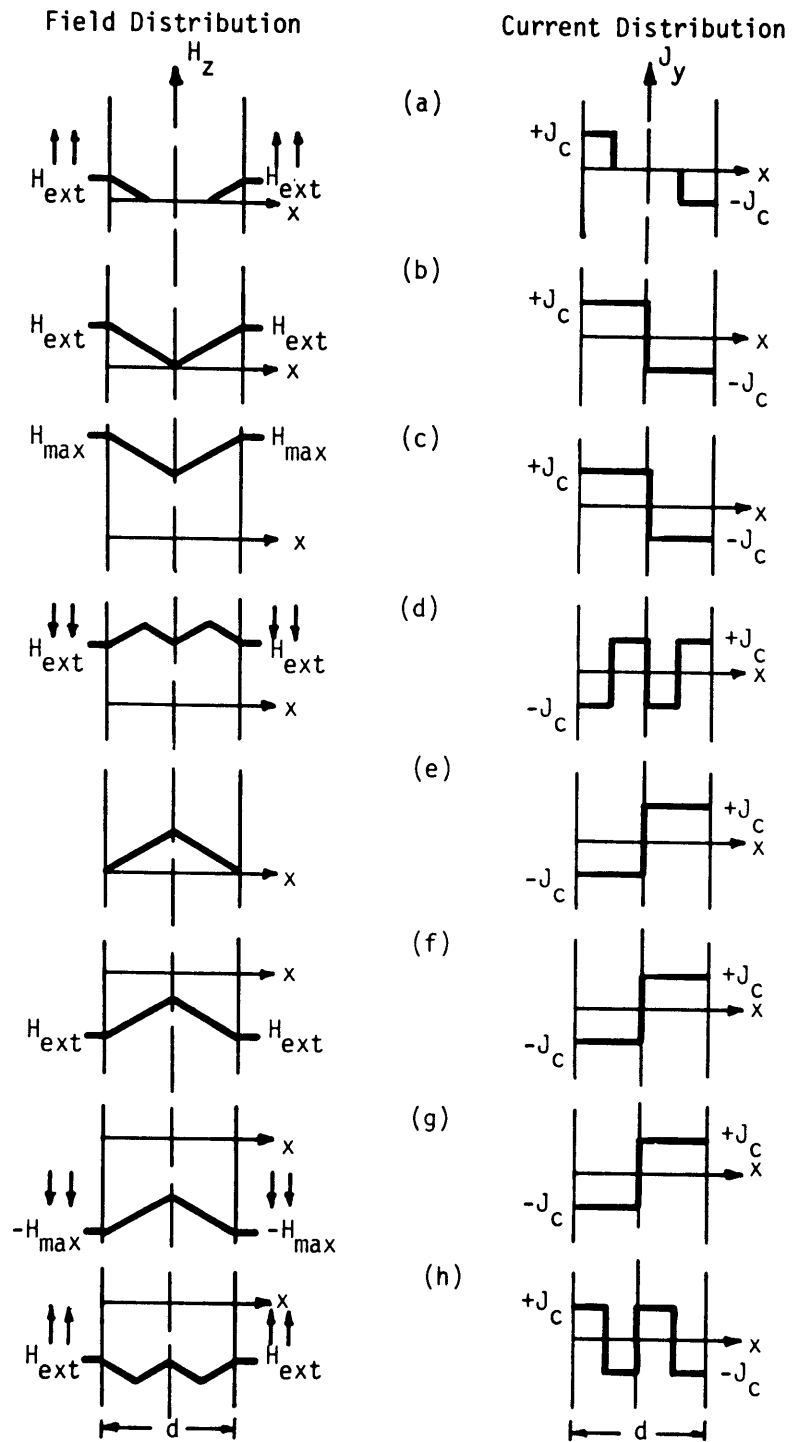 Field Distribution
Current Distribution
H_z
J_y
(a)
H_ext
H_ext
x
+J_c
x
-J_c
(b)
H_ext
H_ext
x
+J_c
x
-J_c
(c)
H_max
H_max
x
+J_c
x
-J_c
(d)
H_ext
H_ext
x
+J_c
x
-J_c
(e)
x
+J_c
x
-J_c
(f)
x
H_ext
H_ext
+J_c
x
-J_c
(g)
x
-H_max
-H_max
+J_c
x
-J_c
(h)
x
H_ext
H_ext
+J_c
x
-J_c
d
d